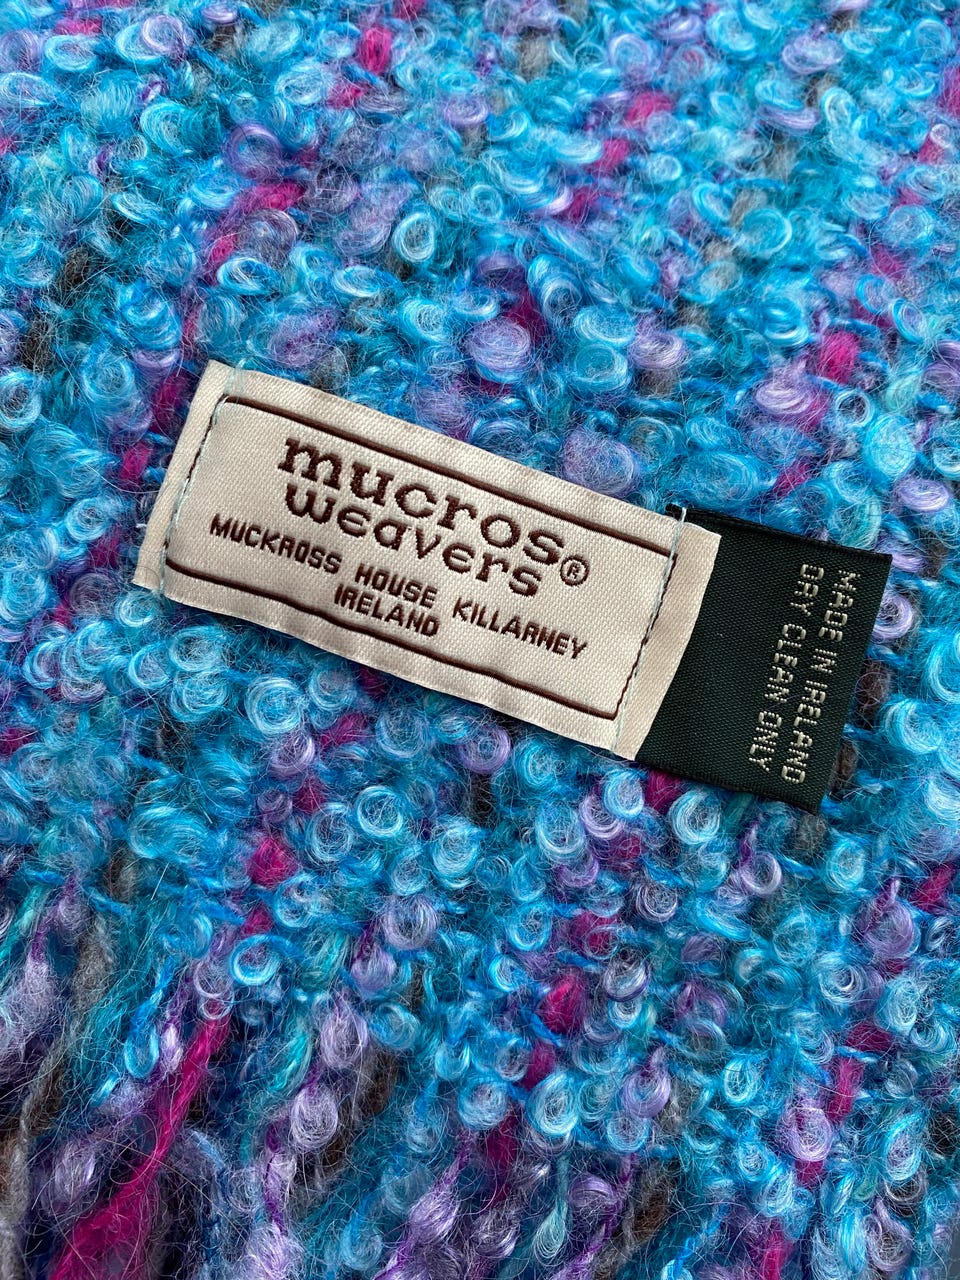 mucros®
weavers
MUCKROSS HOUSE KILLARNEY
IRELAND
MADE IN IRELAND
DRY CLEAN ONLY